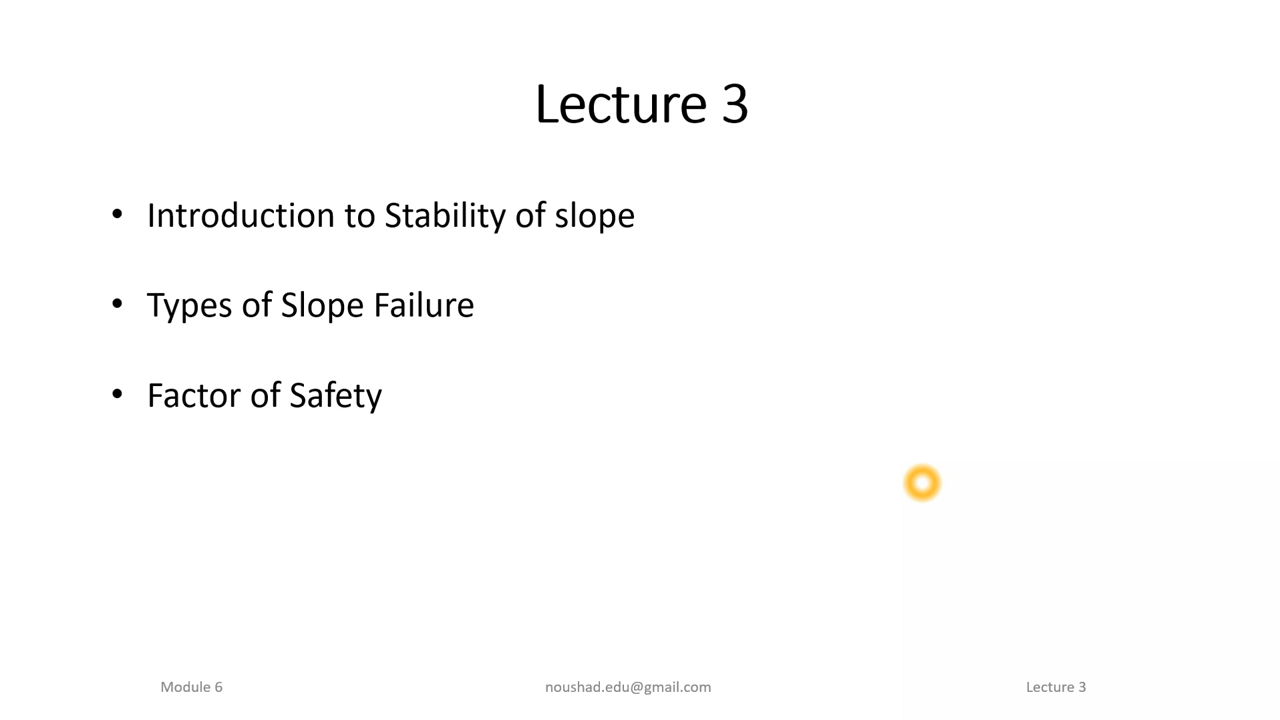 Lecture 3
• Introduction to Stability of slope
• Types of Slope Failure
• Factor of Safety
Module 6
noushad.edu@gmail.com
Lecture 3